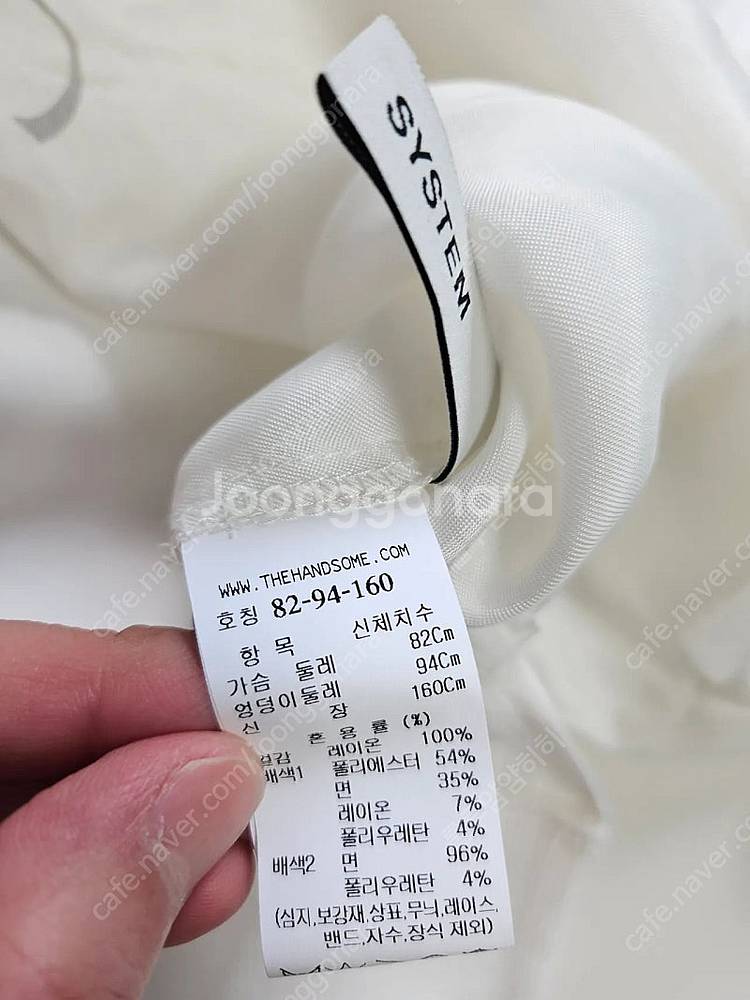 SYSTEM
Joonggonara
WWW.THEHANDSOME.COM
호칭 82-94-160
항 목 신체치수
가슴 둘레 82Cm
엉덩이둘레 94Cm
신 장 160Cm
혼 용 률 (%)
겉감 레이온 100%
배색1 폴리에스터 54%
면 35%
레이온 7%
폴리우레탄 4%
배색2 면 96%
폴리우레탄 4%
(심지,보강재,상표,무늬,레이스,
밴드,자수,장식 제외)
cafe.naver.com/joonggonara